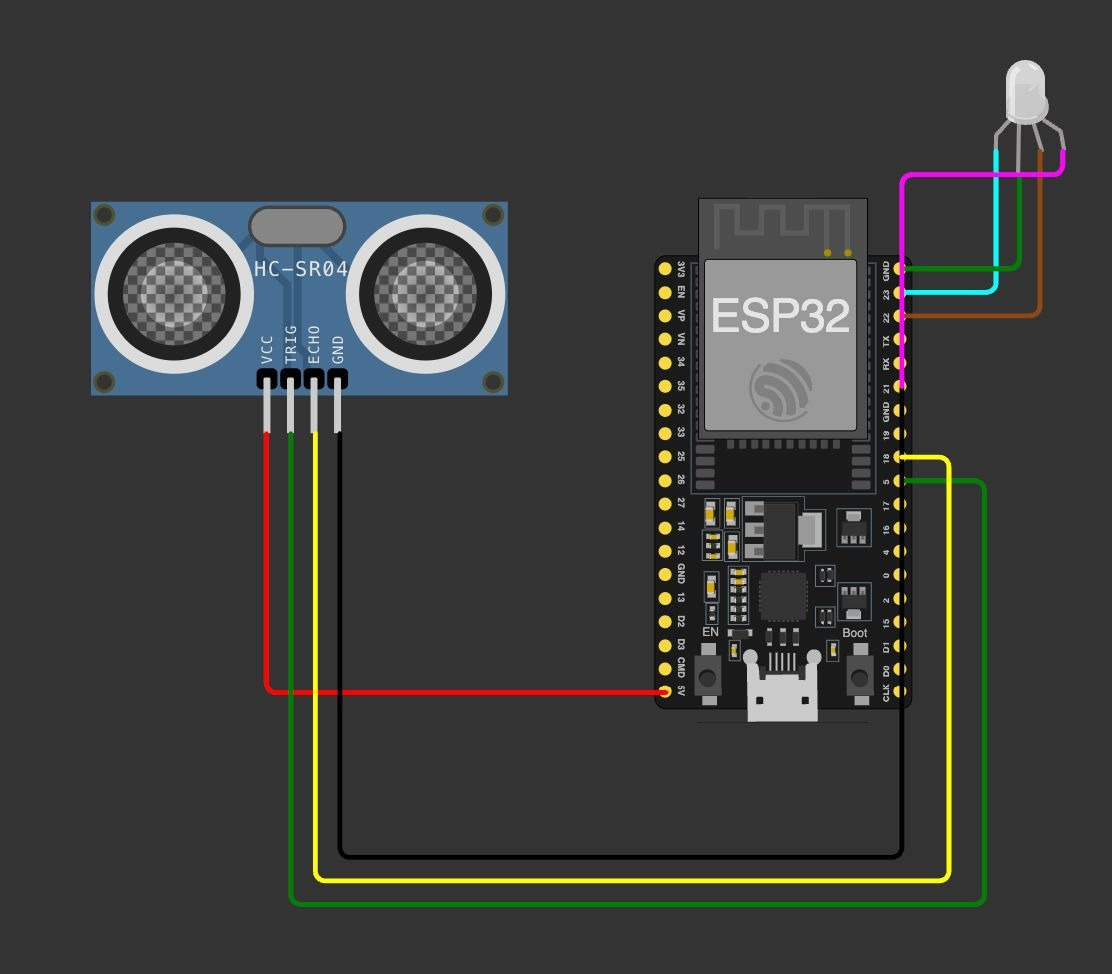 HC-SR04
VCC
TRIG
ECHO
GND
ESP32
3V3
EN
VP
VN
34
35
32
33
25
26
27
14
12
GND
13
D2
D3
CMD
5V
GND
23
22
TX
RX
21
GND
19
18
5
17
16
4
0
2
15
D1
D0
CLK
EN
Boot